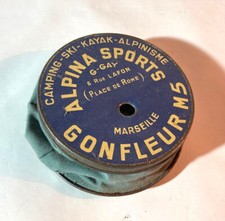 CAMPING-SKI-KAYAK-ALPINISME
ALPINA SPORTS
G·GAY
6 RUE LAFON
(PLACE DE ROME)
MARSEILLE
GONFLEUR M5